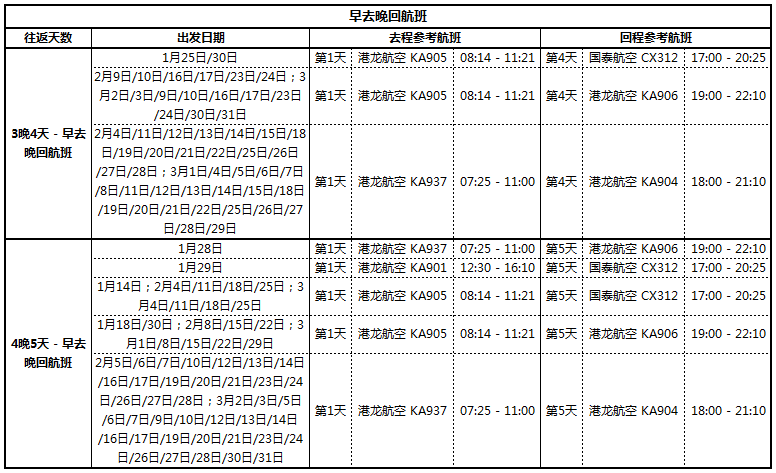 早去晚回航班
往返天数 出发日期 去程参考航班 回程参考航班
3晚4天 - 早去
晚回航班
1月25日/30日 第1天 港龙航空 KA905 08:14 - 11:21 第4天 国泰航空 CX312 17:00 - 20:25
2月9日/10日/16日/17日/23日/24日；3
月2日/3日/9日/10日/16日/17日/23日
/24日/30日/31日
第1天 港龙航空 KA905 08:14 - 11:21 第4天 港龙航空 KA906 19:00 - 22:10
2月4日/11日/12日/13日/14日/15日/18
日/19日/20日/21日/22日/25日/26日
/27日/28日；3月1日/4日/5日/6日/7日
/8日/11日/12日/13日/14日/15日/18日
/19日/20日/21日/22日/25日/26日/27
日/28日/29日
第1天 港龙航空 KA937 07:25 - 11:00 第4天 港龙航空 KA904 18:00 - 21:10
4晚5天 - 早去
晚回航班
1月28日 第1天 港龙航空 KA937 07:25 - 11:00 第5天 港龙航空 KA906 19:00 - 22:10
1月29日 第1天 港龙航空 KA901 12:30 - 16:10 第5天 国泰航空 CX312 17:00 - 20:25
1月14日；2月4日/11日/18日/25日；3
月4日/11日/18日/25日
第1天 港龙航空 KA905 08:14 - 11:21 第5天 国泰航空 CX312 17:00 - 20:25
1月18日/30日；2月8日/15日/22日；3
月1日/8日/15日/22日/29日
第1天 港龙航空 KA905 08:14 - 11:21 第5天 港龙航空 KA906 19:00 - 22:10
2月5日/6日/7日/10日/12日/13日/14日
/16日/17日/19日/20日/21日/23日/24
日/26日/27日/28日；3月2日/3日/5日
/6日/7日/9日/10日/12日/13日/14日
/16日/17日/19日/20日/21日/23日/24
日/26日/27日/28日/30日/31日
第1天 港龙航空 KA937 07:25 - 11:00 第5天 港龙航空 KA904 18:00 - 21:10